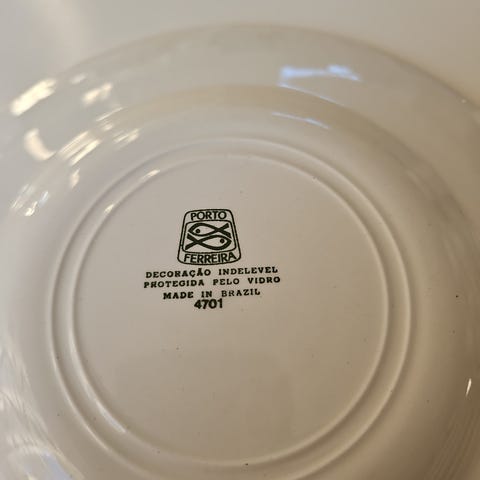 PORTO
FERREIRA
DECORAÇÃO INDELEVEL
PROTEGIDA PELO VIDRO
MADE IN BRAZIL
4701